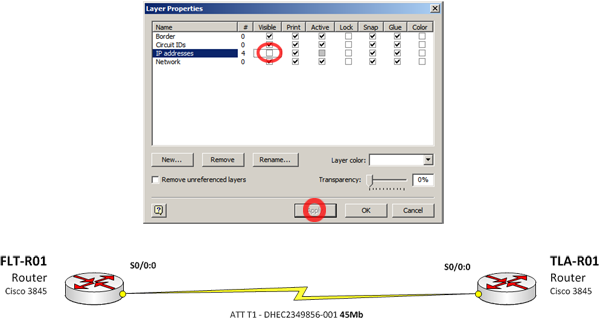 Layer Properties
Name # Visible Print Active Lock Snap Glue Color
Border 0
Circuit IDs 0
IP addresses 4
Network 0
New... Remove Rename... Layer color:
Remove unreferenced layers Transparency: 0%
Apply OK Cancel
FLT-R01 TLA-R01
Router S0/0:0 S0/0:0 Router
Cisco 3845 Cisco 3845
ATT T1 - DHEC2349856-001 45Mb